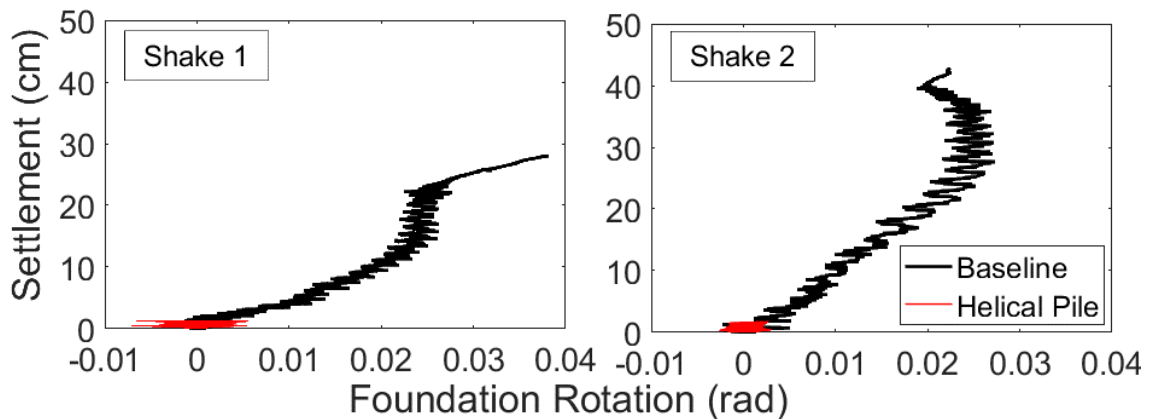 Shake 1
Shake 2
Settlement (cm)
50
40
30
20
10
0
-0.01 0 0.01 0.02 0.03 0.04
50
40
30
20
10
0
-0.01 0 0.01 0.02 0.03 0.04
Baseline
Helical Pile
Foundation Rotation (rad)